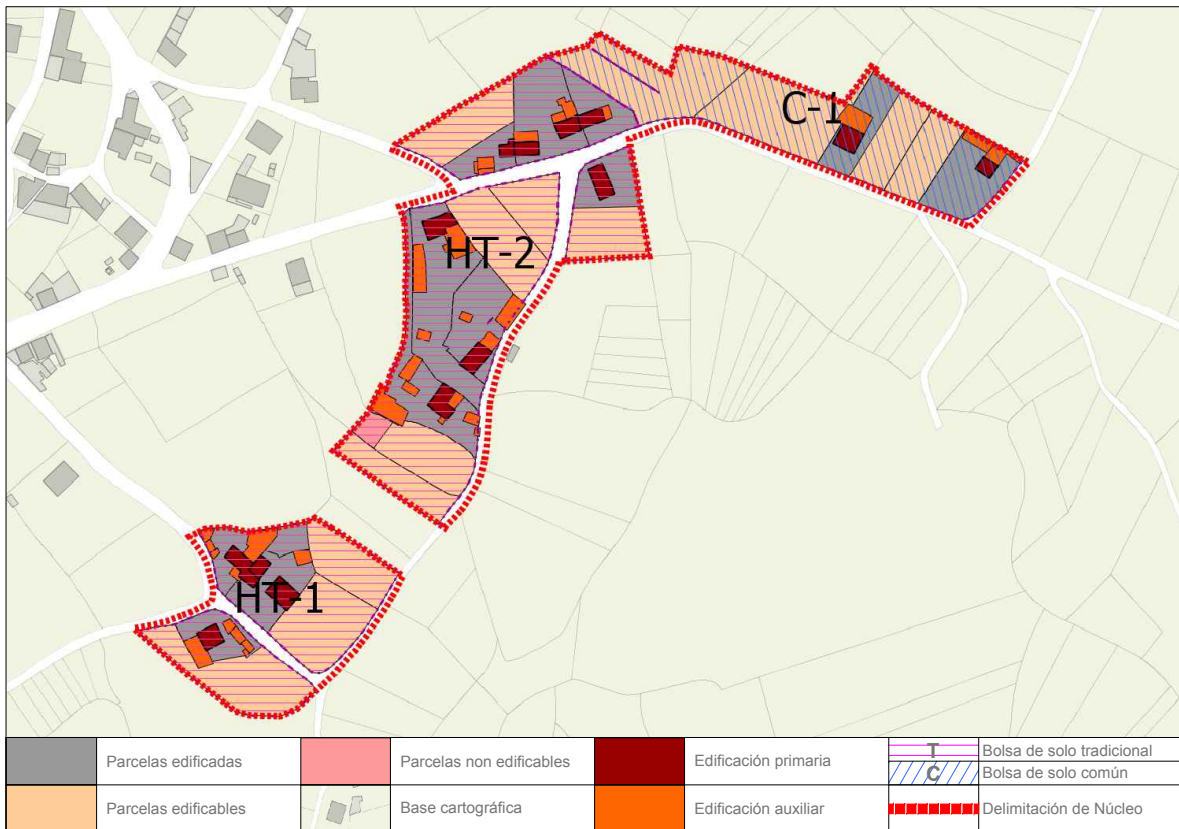 C-1
HT-2
HT-1
Parcelas edificadas
Parcelas non edificables
Edificación primaria
T
Bolsa de solo tradicional
C
Bolsa de solo común
Parcelas edificables
Base cartográfica
Edificación auxiliar
Delimitación de Núcleo